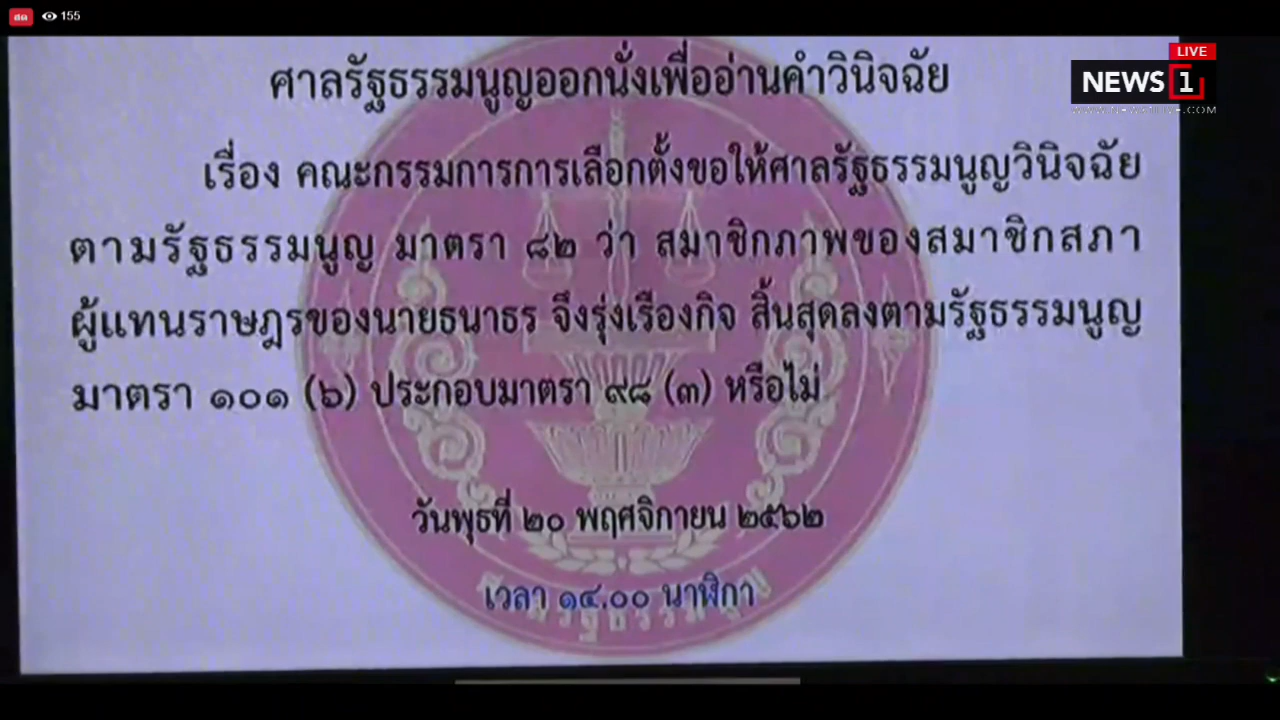 สด 155
LIVE
NEWS 1
ศาลรัฐธรรมนูญออกนั่งเพื่ออ่านคำวินิจฉัย
เรื่อง คณะกรรมการการเลือกตั้งขอให้ศาลรัฐธรรมนูญวินิจฉัย
ตามรัฐธรรมนูญ มาตรา ๘๒ ว่า สมาชิกภาพของสมาชิกสภา
ผู้แทนราษฎรของนายธนาธร จึงรุ่งเรืองกิจ สิ้นสุดลงตามรัฐธรรมนูญ
มาตรา ๑๐๑ (๖) ประกอบมาตรา ๙๘ (๓) หรือไม่
วันพุธที่ ๒๐ พฤศจิกายน ๒๕๖๒
เวลา ๑๔.๐๐ นาฬิกา